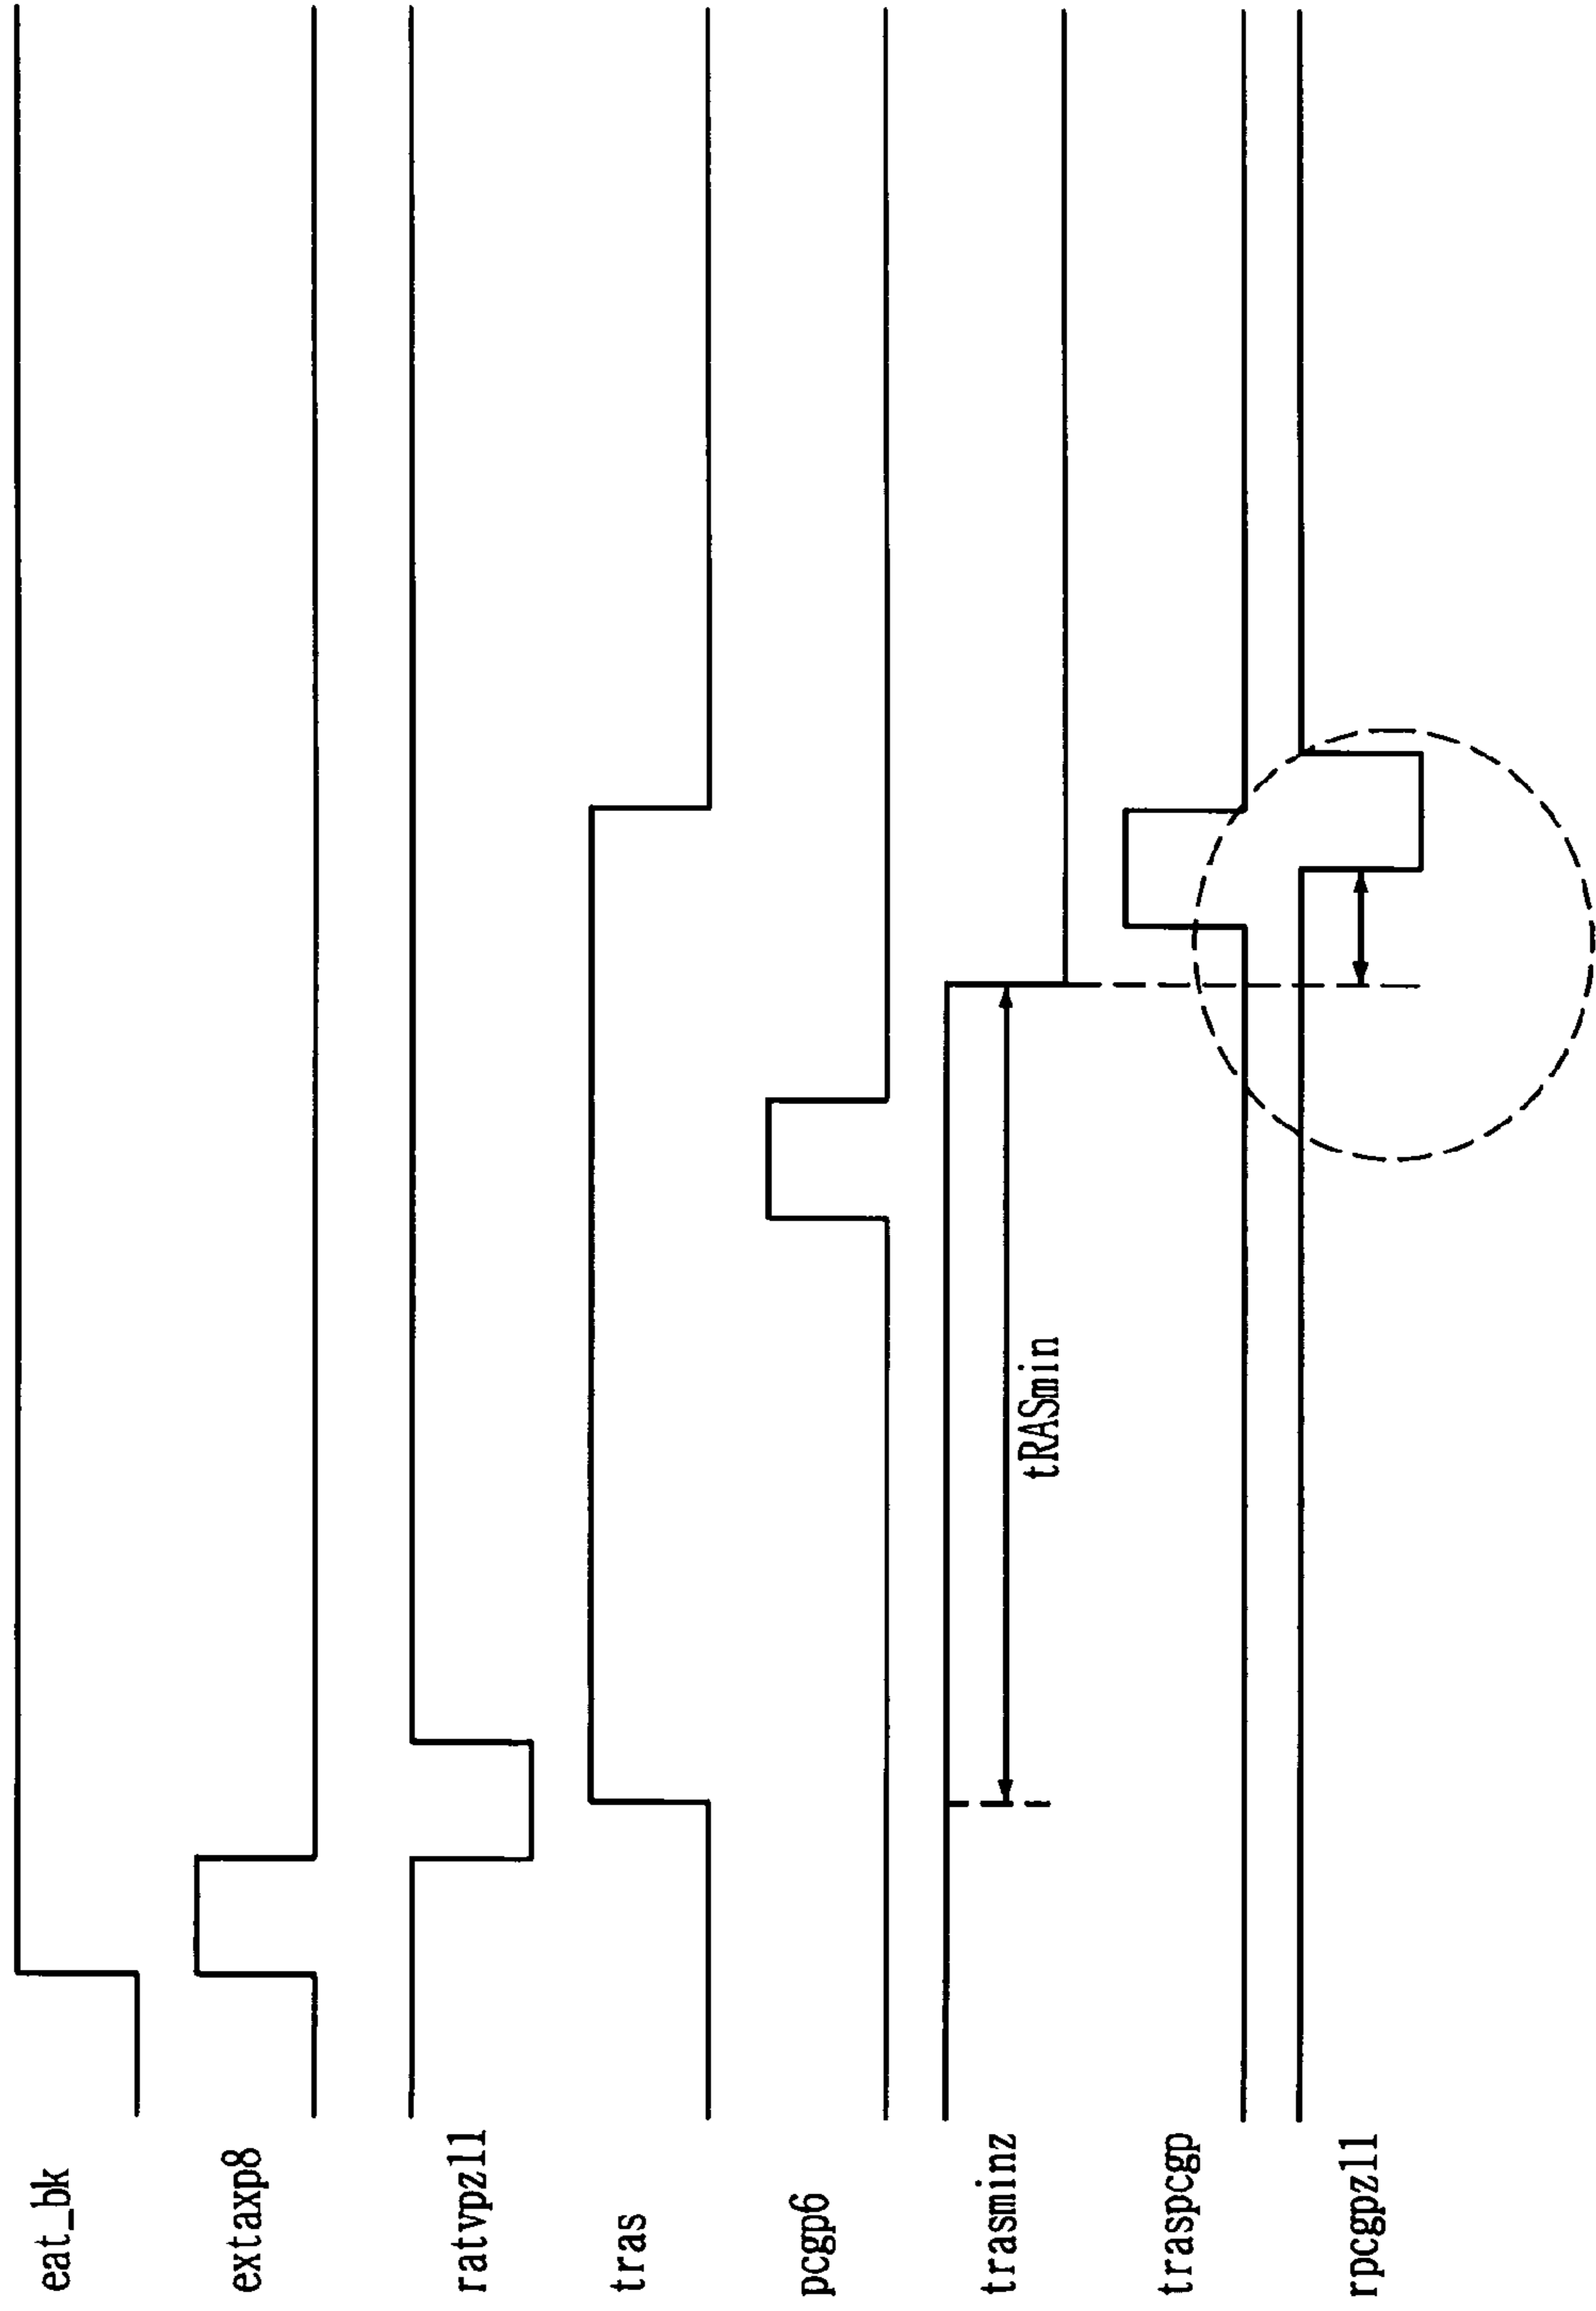 eat_bk
extaxp8
ratvpz11
tras
pcgp6
trasminz
tRASmin
traspcgp
rpcgpz11